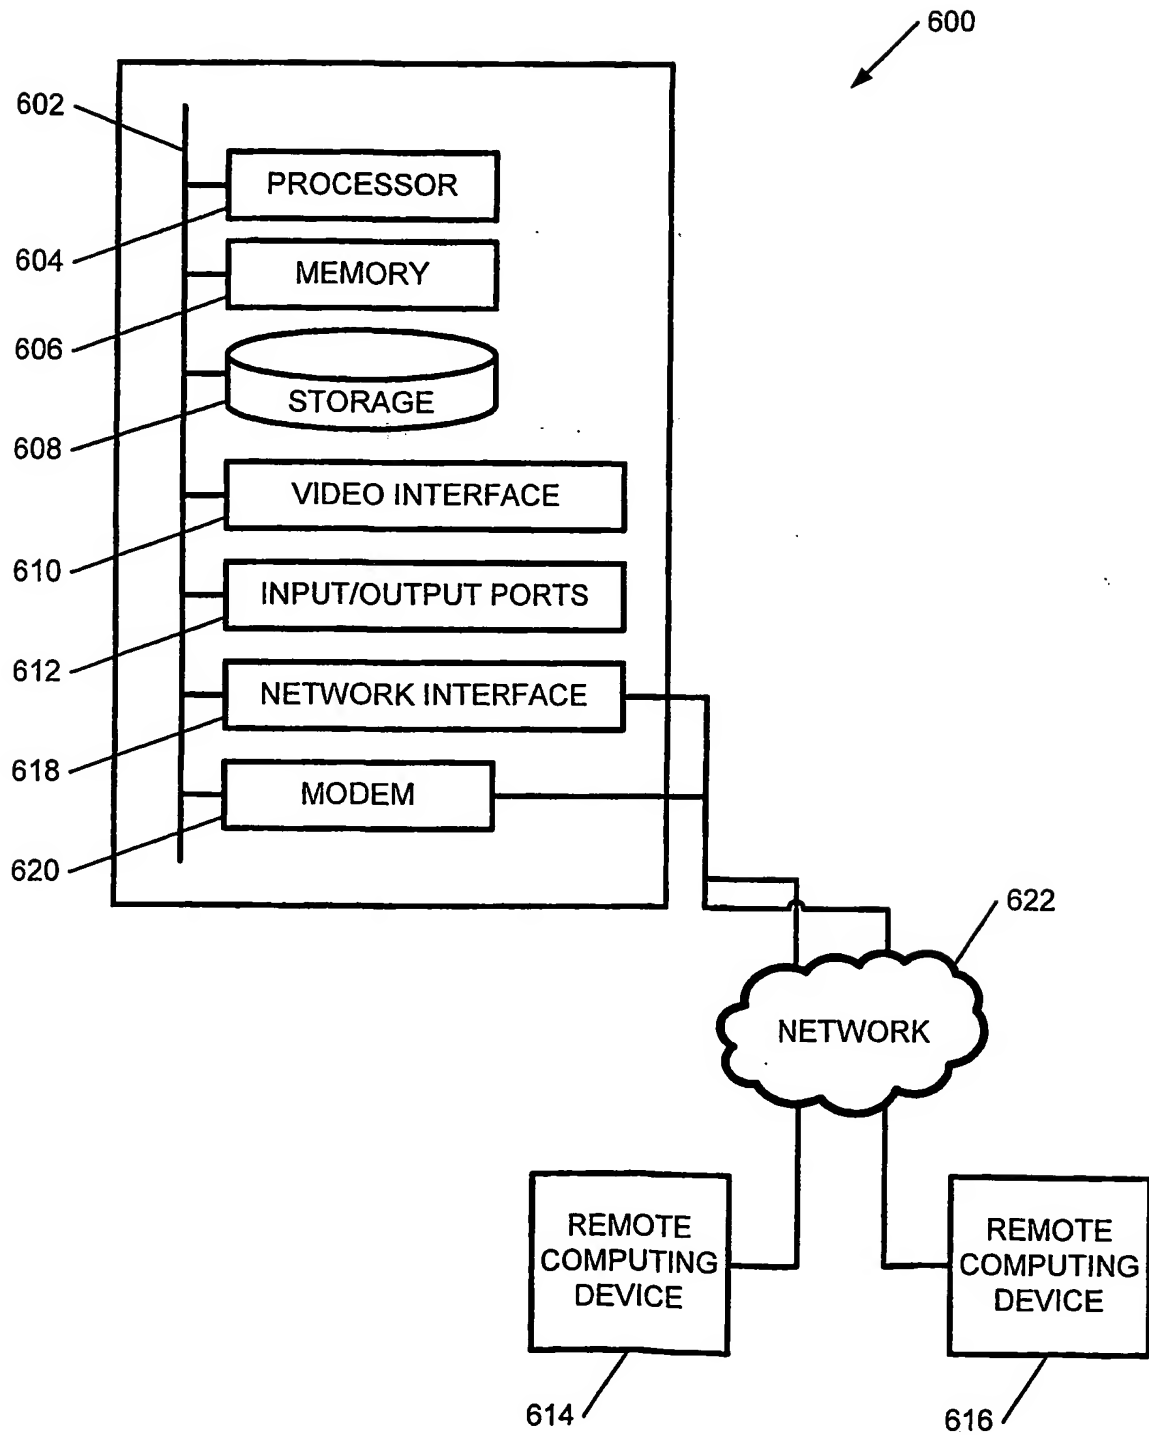 600
602
PROCESSOR
604
MEMORY
606
STORAGE
608
VIDEO INTERFACE
610
INPUT/OUTPUT PORTS
612
NETWORK INTERFACE
618
MODEM
620
622
NETWORK
REMOTE
COMPUTING
DEVICE
REMOTE
COMPUTING
DEVICE
614
616